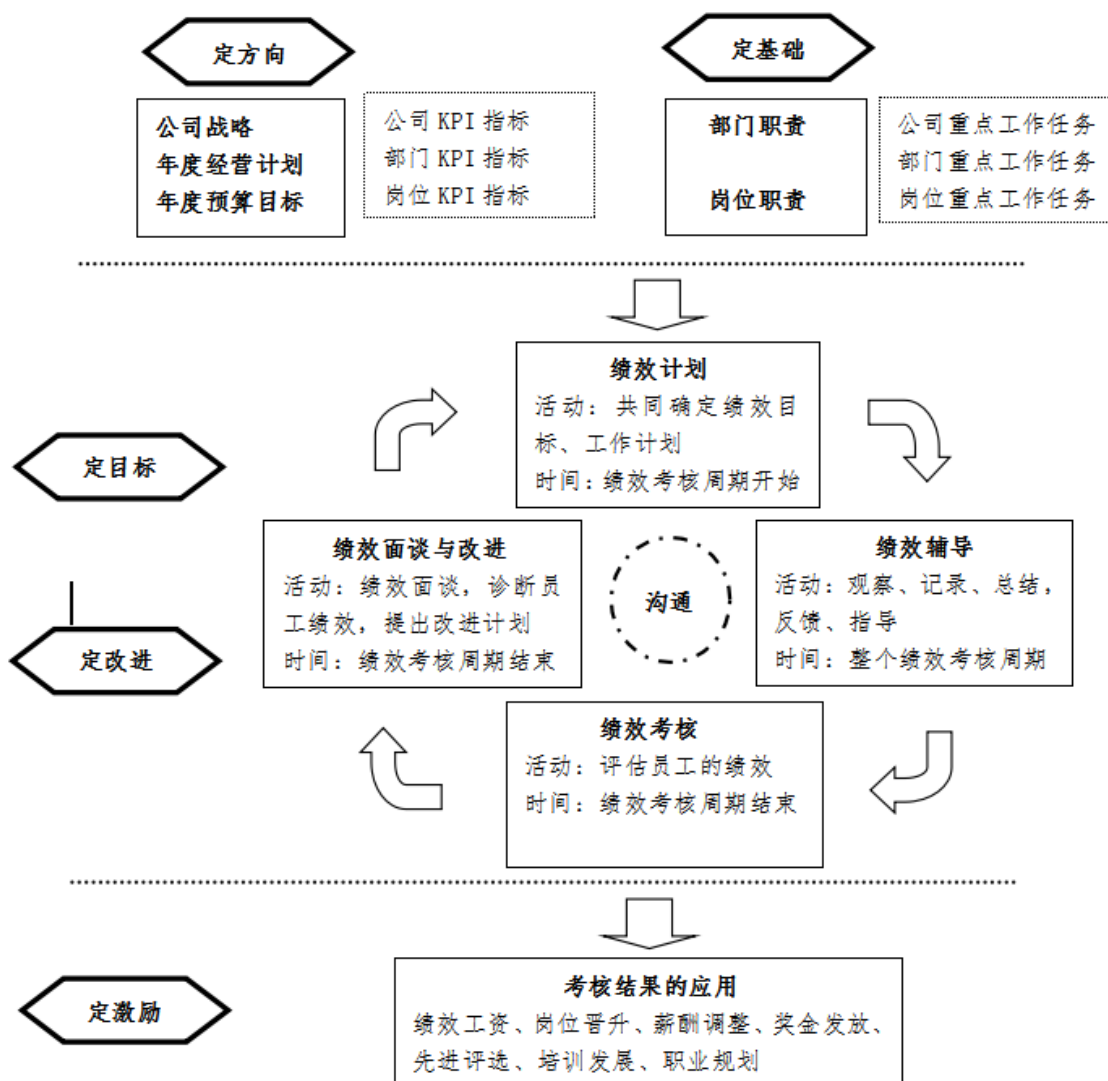 定方向
定基础
公司战略
年度经营计划
年度预算目标
公司 KPI 指标
部门 KPI 指标
岗位 KPI 指标
部门职责
岗位职责
公司重点工作任务
部门重点工作任务
岗位重点工作任务
绩效计划
活动：共同确定绩效目
标、工作计划
时间：绩效考核周期开始
定目标
绩效面谈与改进
活动：绩效面谈，诊断员
工绩效，提出改进计划
时间：绩效考核周期结束
沟通
绩效辅导
活动：观察、记录、总结，
反馈、指导
时间：整个绩效考核周期
定改进
绩效考核
活动：评估员工的绩效
时间：绩效考核周期结束
定激励
考核结果的应用
绩效工资、岗位晋升、薪酬调整、奖金发放、
先进评选、培训发展、职业规划